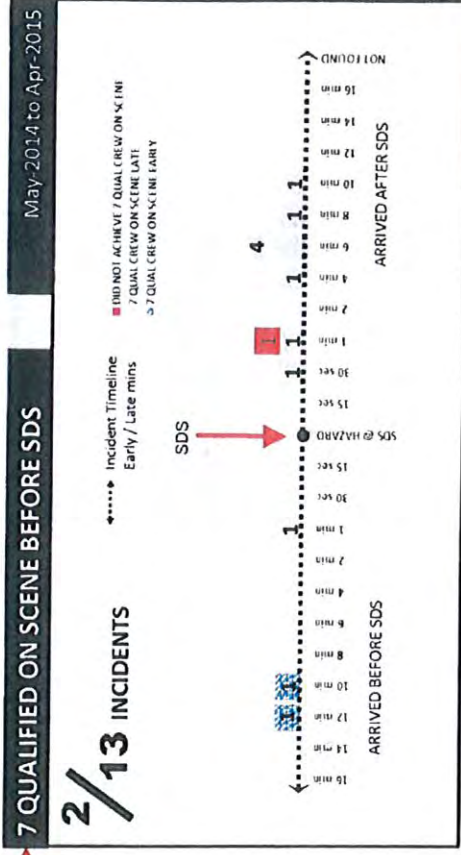 7 QUALIFIED ON SCENE BEFORE SDS
May-2014 to Apr-2015
2/13 INCIDENTS
Incident Timeline
Early / Late mins
DID NOT ACHIEVE 7 QUAL CREW ON SCENE
7 QUAL CREW ON SCENE LATE
7 QUAL CREW ON SCENE EARLY
SDS
1
4
1 1 1 1 1 1 1 1
16 min 14 min 12 min 10 min 8 min 6 min 4 min 2 min 1 min 30 sec 15 sec SDS @ HAZARD 15 sec 30 sec 1 min 2 min 4 min 6 min 8 min 10 min 12 min 14 min 16 min NOT FOUND
ARRIVED BEFORE SDS
ARRIVED AFTER SDS